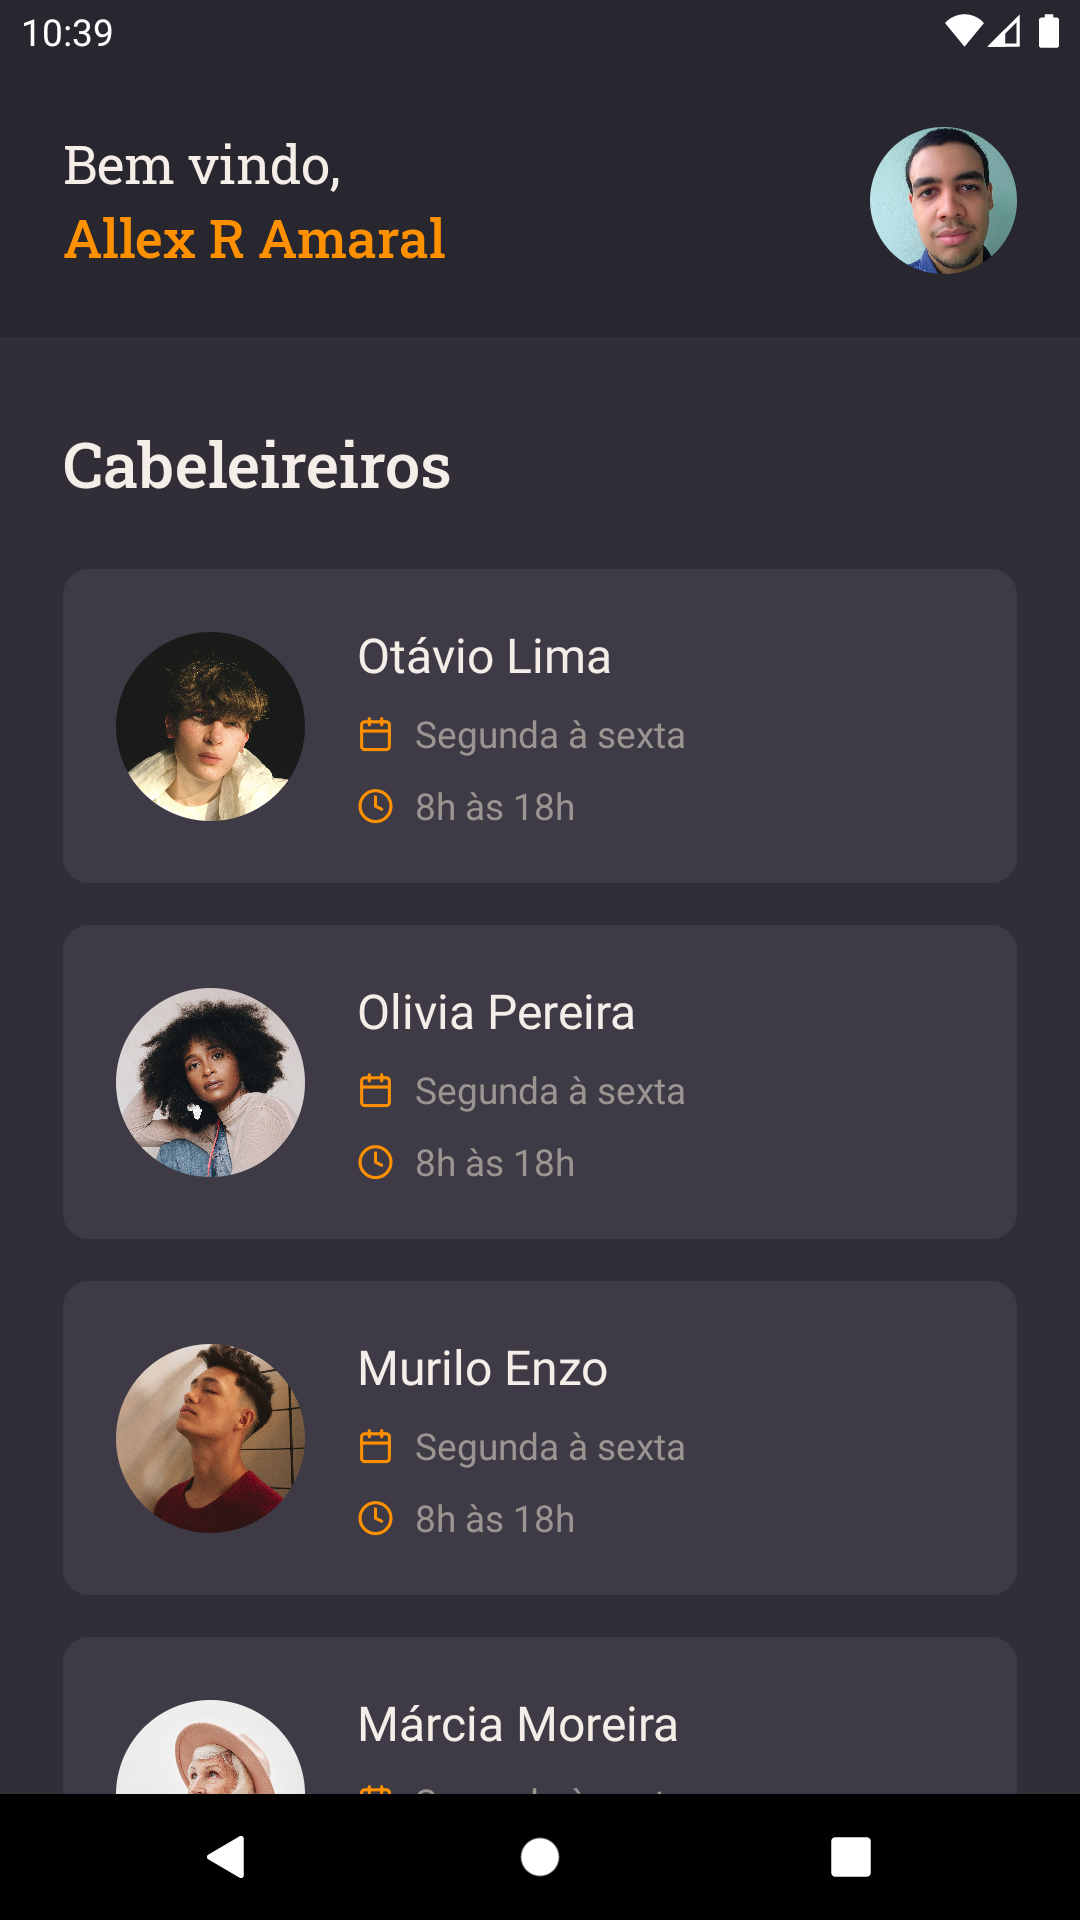 10:39
Bem vindo,
Allex R Amaral
Cabeleireiros
Otávio Lima
Segunda à sexta
8h às 18h
Olivia Pereira
Segunda à sexta
8h às 18h
Murilo Enzo
Segunda à sexta
8h às 18h
Márcia Moreira